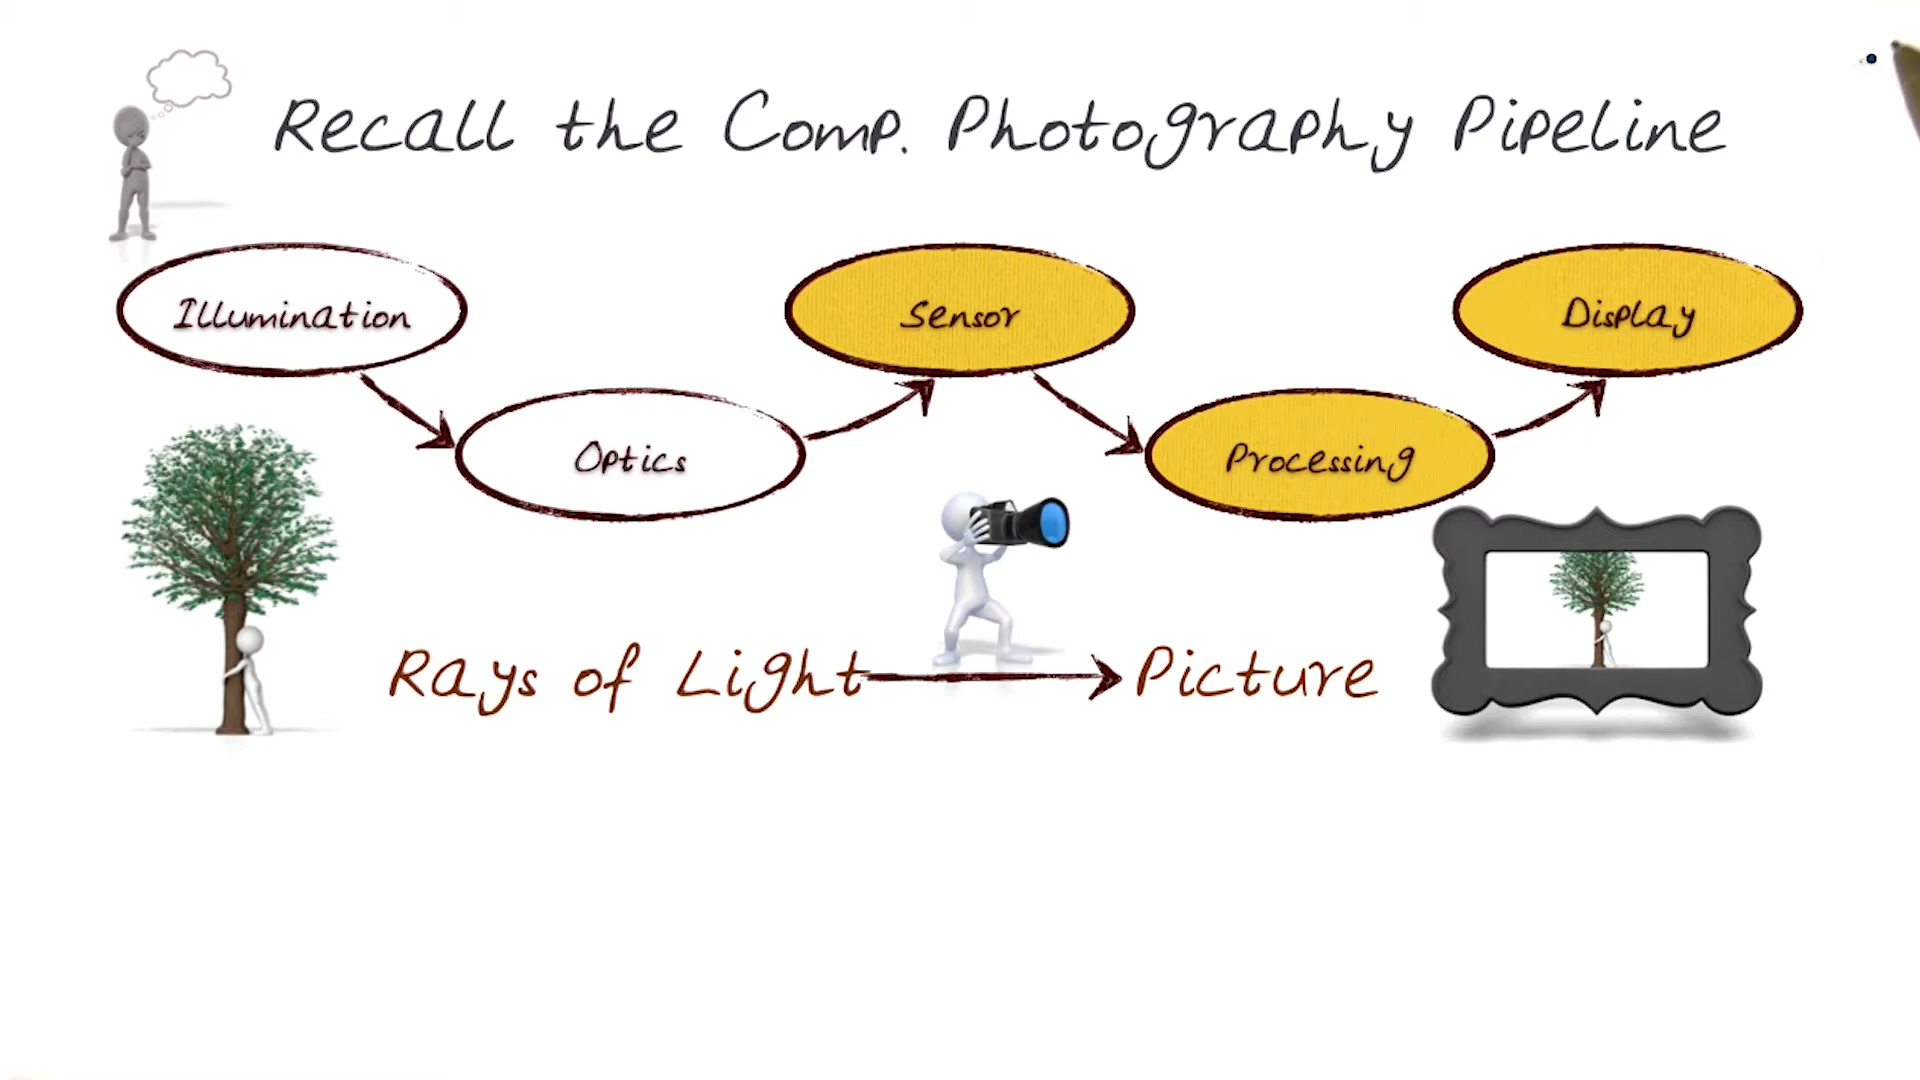 Recall the Comp. Photography Pipeline
Illumination
Optics
Sensor
Processing
Display
Rays of Light
Picture